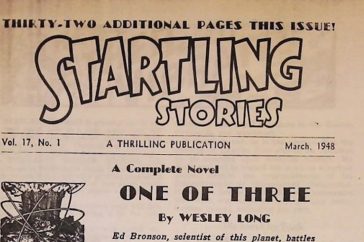 THIRTY-TWO ADDITIONAL PAGES THIS ISSUE!
STARTLING
STORIES
Vol. 17, No. 1 A THRILLING PUBLICATION March, 1948
A Complete Novel
ONE OF THREE
By WESLEY LONG
Ed Bronson, scientist of this planet, battles